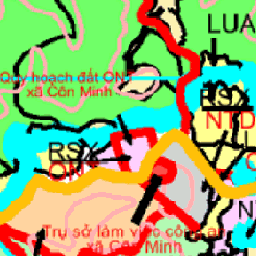 LUA
Quy hoạch đất ONT
xã Côn Minh
RSX
NTD
RSX
ONT
Trụ sở làm việc công an
xã Côn Minh